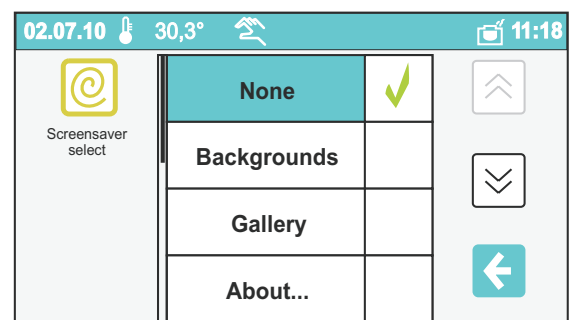 02.07.10 30,3° 11:18
Screensaver
select
None
Backgrounds
Gallery
About...